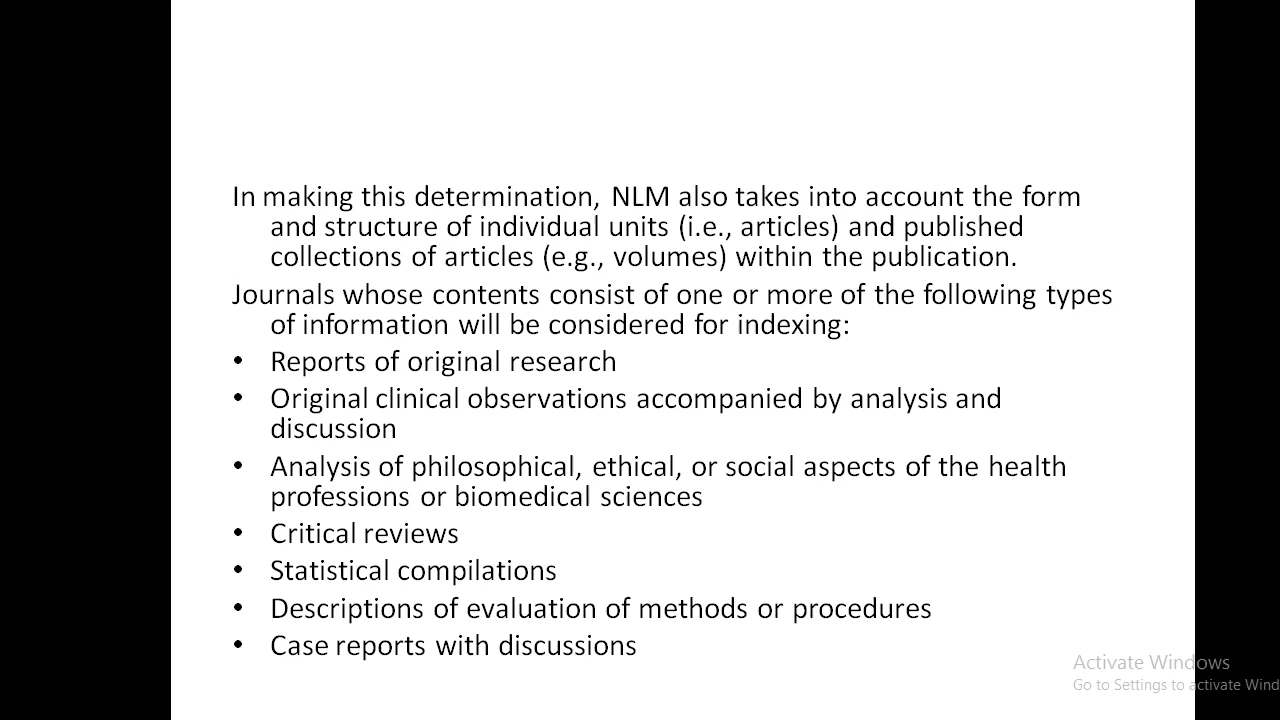 In making this determination, NLM also takes into account the form
and structure of individual units (i.e., articles) and published
collections of articles (e.g., volumes) within the publication.
Journals whose contents consist of one or more of the following types
of information will be considered for indexing:
• Reports of original research
• Original clinical observations accompanied by analysis and
discussion
• Analysis of philosophical, ethical, or social aspects of the health
professions or biomedical sciences
• Critical reviews
• Statistical compilations
• Descriptions of evaluation of methods or procedures
• Case reports with discussions
Activate Windows
Go to Settings to activate Wind